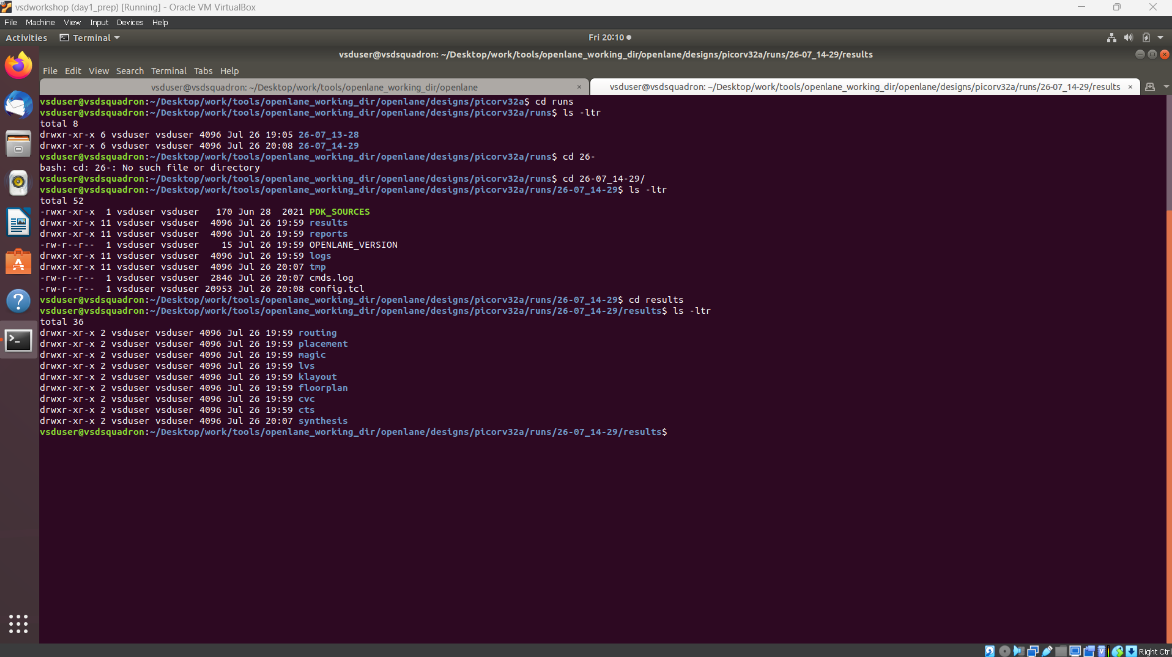 vsdworkshop (day1_prep) [Running] - Oracle VM VirtualBox
File Machine View Input Devices Help
Activities Terminal Fri 20:10
vsduser@vsdsquadron: ~/Desktop/work/tools/openlane_working_dir/openlane/designs/picorv32a/runs/26-07_14-29/results
File Edit View Search Terminal Tabs Help
vsduser@vsdsquadron: ~/Desktop/work/tools/openlane_working_dir/openlane × vsduser@vsdsquadron: ~/Desktop/work/tools/openlane_working_dir/openlane/designs/picorv32a/runs/26-07_14-29/results ×
vsduser@vsdsquadron:~/Desktop/work/tools/openlane_working_dir/openlane/designs/picorv32a$ cd runs
vsduser@vsdsquadron:~/Desktop/work/tools/openlane_working_dir/openlane/designs/picorv32a/runs$ ls -ltr
total 8
drwxr-xr-x 6 vsduser vsduser 4096 Jul 26 19:05 26-07_13-28
drwxr-xr-x 6 vsduser vsduser 4096 Jul 26 20:08 26-07_14-29
vsduser@vsdsquadron:~/Desktop/work/tools/openlane_working_dir/openlane/designs/picorv32a/runs$ cd 26-
bash: cd: 26-: No such file or directory
vsduser@vsdsquadron:~/Desktop/work/tools/openlane_working_dir/openlane/designs/picorv32a/runs$ cd 26-07_14-29/
vsduser@vsdsquadron:~/Desktop/work/tools/openlane_working_dir/openlane/designs/picorv32a/runs/26-07_14-29$ ls -ltr
total 52
-rwxr-xr-x  1 vsduser vsduser   170 Jun 28  2021 PDK_SOURCES
drwxr-xr-x 11 vsduser vsduser  4096 Jul 26 19:59 results
drwxr-xr-x 11 vsduser vsduser  4096 Jul 26 19:59 reports
-rw-r--r--  1 vsduser vsduser    15 Jul 26 19:59 OPENLANE_VERSION
drwxr-xr-x 11 vsduser vsduser  4096 Jul 26 19:59 logs
drwxr-xr-x 11 vsduser vsduser  4096 Jul 26 20:07 tmp
-rw-r--r--  1 vsduser vsduser  2846 Jul 26 20:07 cmds.log
-rw-r--r--  1 vsduser vsduser 20953 Jul 26 20:08 config.tcl
vsduser@vsdsquadron:~/Desktop/work/tools/openlane_working_dir/openlane/designs/picorv32a/runs/26-07_14-29$ cd results
vsduser@vsdsquadron:~/Desktop/work/tools/openlane_working_dir/openlane/designs/picorv32a/runs/26-07_14-29/results$ ls -ltr
total 36
drwxr-xr-x 2 vsduser vsduser 4096 Jul 26 19:59 routing
drwxr-xr-x 2 vsduser vsduser 4096 Jul 26 19:59 placement
drwxr-xr-x 2 vsduser vsduser 4096 Jul 26 19:59 magic
drwxr-xr-x 2 vsduser vsduser 4096 Jul 26 19:59 lvs
drwxr-xr-x 2 vsduser vsduser 4096 Jul 26 19:59 klayout
drwxr-xr-x 2 vsduser vsduser 4096 Jul 26 19:59 floorplan
drwxr-xr-x 2 vsduser vsduser 4096 Jul 26 19:59 cvc
drwxr-xr-x 2 vsduser vsduser 4096 Jul 26 19:59 cts
drwxr-xr-x 2 vsduser vsduser 4096 Jul 26 20:07 synthesis
vsduser@vsdsquadron:~/Desktop/work/tools/openlane_working_dir/openlane/designs/picorv32a/runs/26-07_14-29/results$
Right Ctr